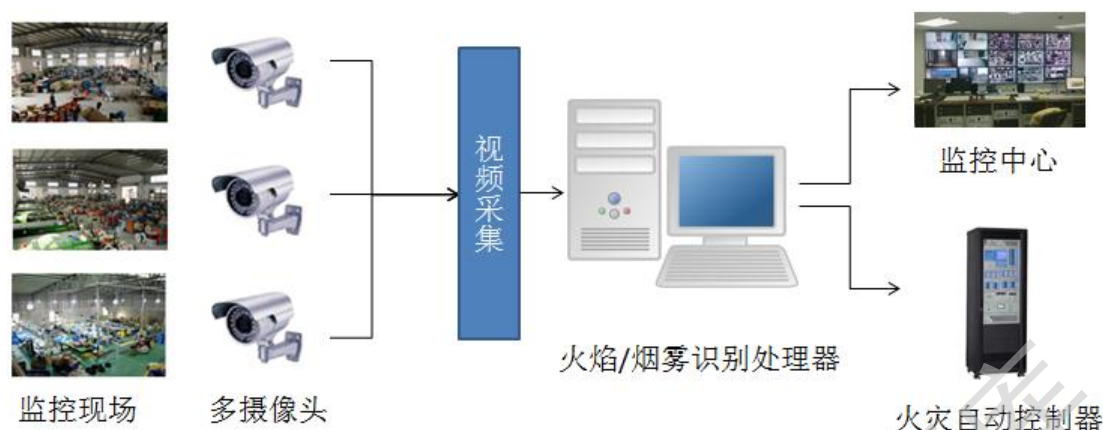 监控现场
多摄像头
视频采集
火焰/烟雾识别处理器
监控中心
火灾自动控制器